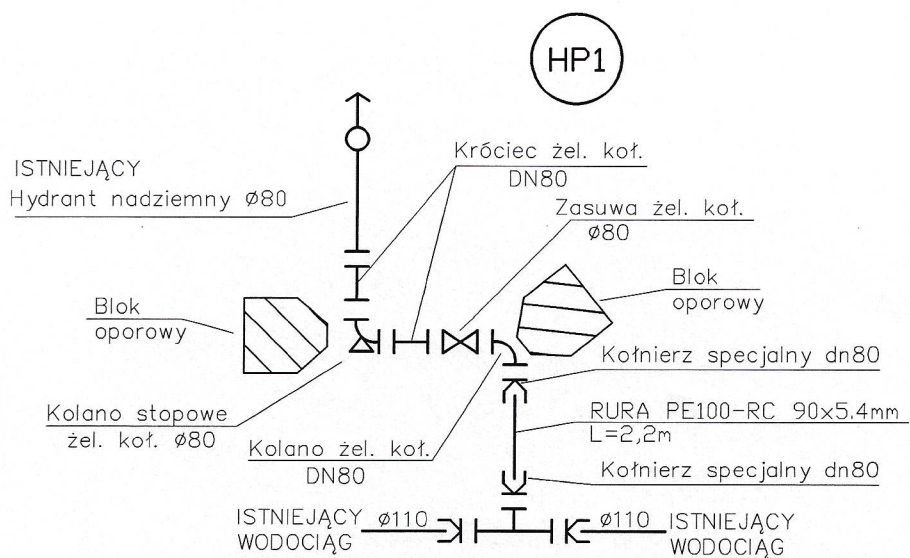 HP1
ISTNIEJĄCY
Hydrant nadziemny Ø80
Króciec żel. koł.
DN80
Zasuwa żel. koł.
Ø80
Blok
oporowy
Blok
oporowy
Kołnierz specjalny dn80
Kolano stopowe
żel. koł. Ø80
Kolano żel. koł.
DN80
RURA PE100-RC 90x5.4mm
L=2,2m
Kołnierz specjalny dn80
ISTNIEJĄCY
WODOCIĄG
Ø110
Ø110
ISTNIEJĄCY
WODOCIĄG